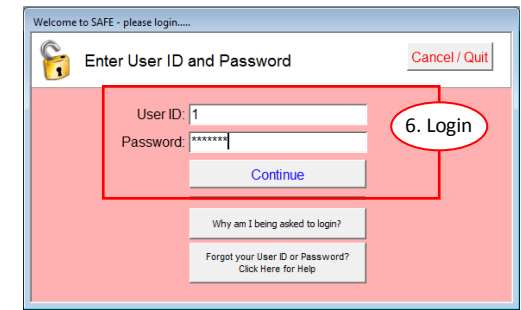 Welcome to SAFE - please login.....
Enter User ID and Password
Cancel / Quit
User ID: 1
6. Login
Password: *******
Continue
Why am I being asked to login?
Forgot your User ID or Password?
Click Here for Help